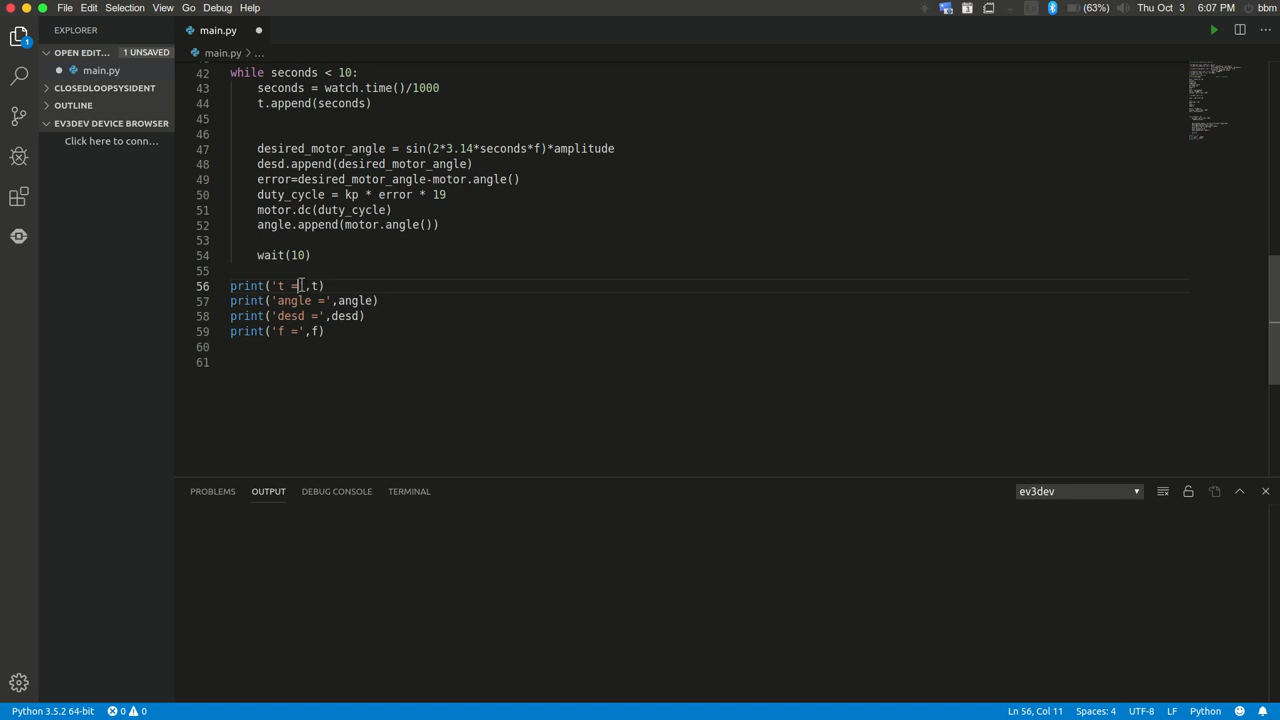 File Edit Selection View Go Debug Help
(63%) Thu Oct 3 6:07 PM bbm
EXPLORER
main.py
OPEN EDIT... 1 UNSAVED
main.py > ...
main.py
CLOSEDLOOPSYSIDENT
OUTLINE
EV3DEV DEVICE BROWSER
Click here to conn...
42 while seconds < 10:
43 seconds = watch.time()/1000
44 t.append(seconds)
45
46
47 desired_motor_angle = sin(2*3.14*seconds*f)*amplitude
48 desd.append(desired_motor_angle)
49 error=desired_motor_angle-motor.angle()
50 duty_cycle = kp * error * 19
51 motor.dc(duty_cycle)
52 angle.append(motor.angle())
53
54 wait(10)
55
56 print('t =',t)
57 print('angle =',angle)
58 print('desd =',desd)
59 print('f =',f)
60
61
PROBLEMS OUTPUT DEBUG CONSOLE TERMINAL
ev3dev
Python 3.5.2 64-bit 0 0
Ln 56, Col 11 Spaces: 4 UTF-8 LF Python